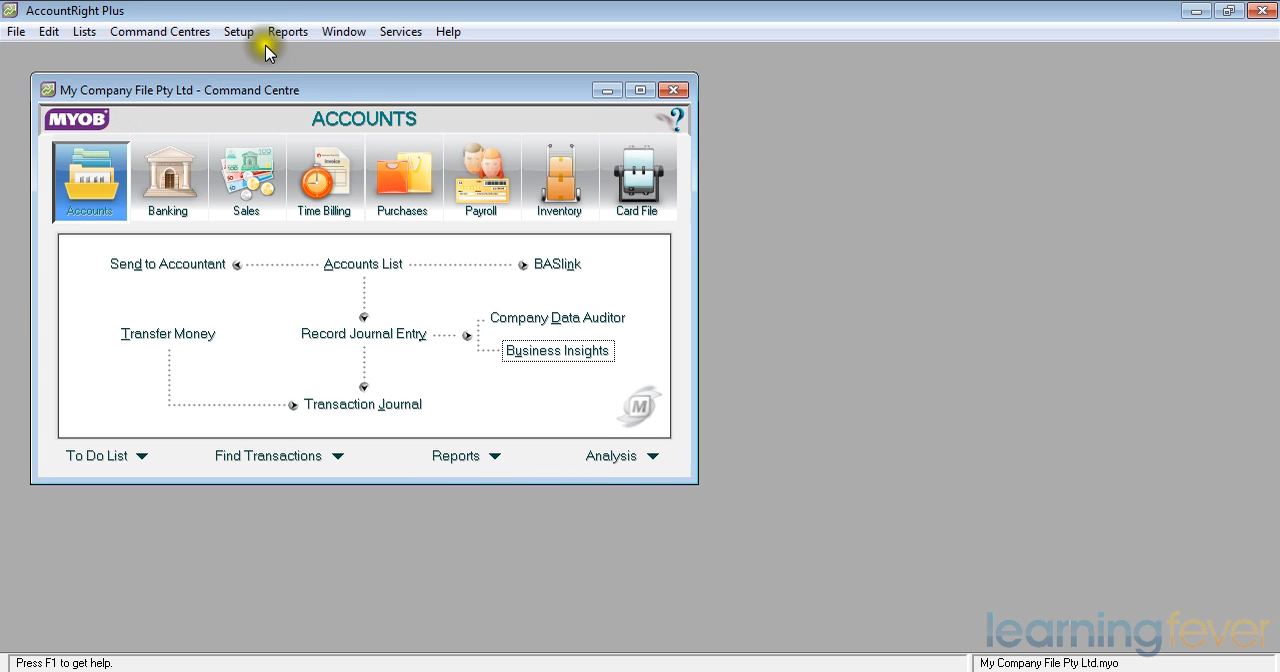 AccountRight Plus
File Edit Lists Command Centres Setup Reports Window Services Help
My Company File Pty Ltd - Command Centre
MYOB ACCOUNTS ?
Accounts Banking Sales Time Billing Purchases Payroll Inventory Card File
Send to Accountant Accounts List BASlink
Company Data Auditor
Transfer Money Record Journal Entry
Business Insights
Transaction Journal
M
To Do List Find Transactions Reports Analysis
learningfever
Press F1 to get help. My Company File Pty Ltd.myo